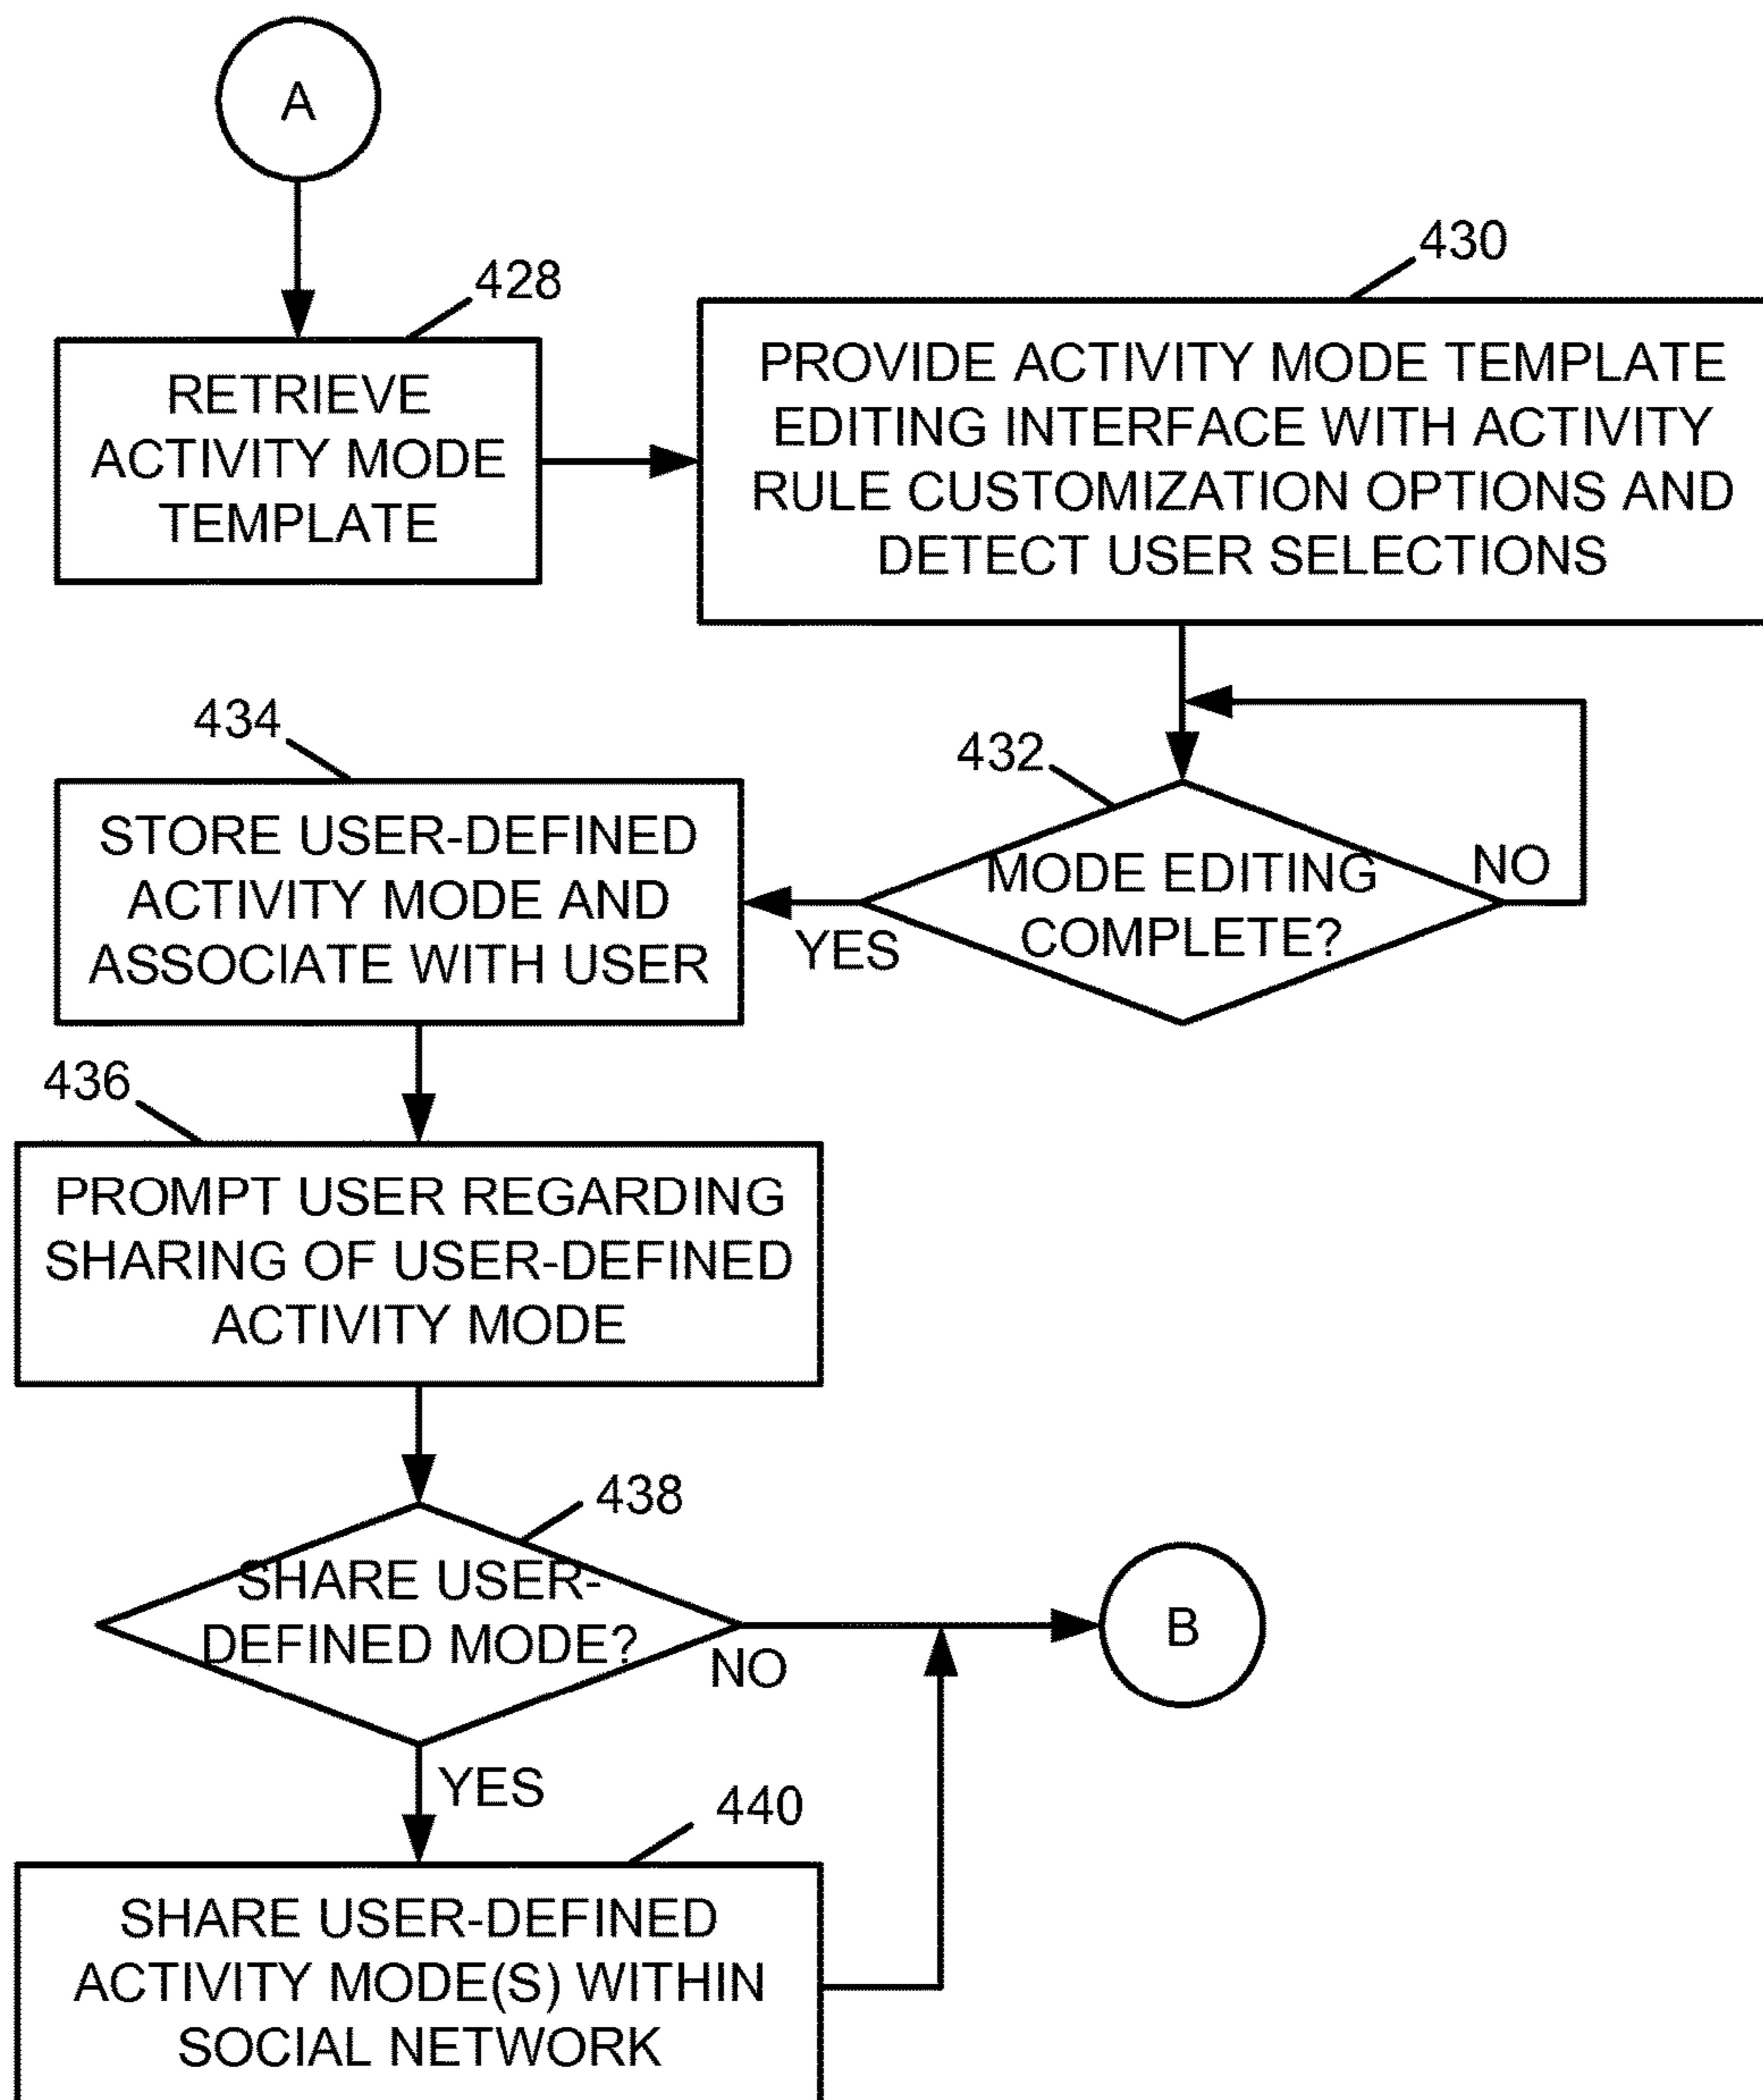 A
428
RETRIEVE
ACTIVITY MODE
TEMPLATE
430
PROVIDE ACTIVITY MODE TEMPLATE
EDITING INTERFACE WITH ACTIVITY
RULE CUSTOMIZATION OPTIONS AND
DETECT USER SELECTIONS
432
MODE EDITING
COMPLETE?
NO
YES
434
STORE USER-DEFINED
ACTIVITY MODE AND
ASSOCIATE WITH USER
436
PROMPT USER REGARDING
SHARING OF USER-DEFINED
ACTIVITY MODE
438
SHARE USER-
DEFINED MODE?
NO
B
YES
440
SHARE USER-DEFINED
ACTIVITY MODE(S) WITHIN
SOCIAL NETWORK